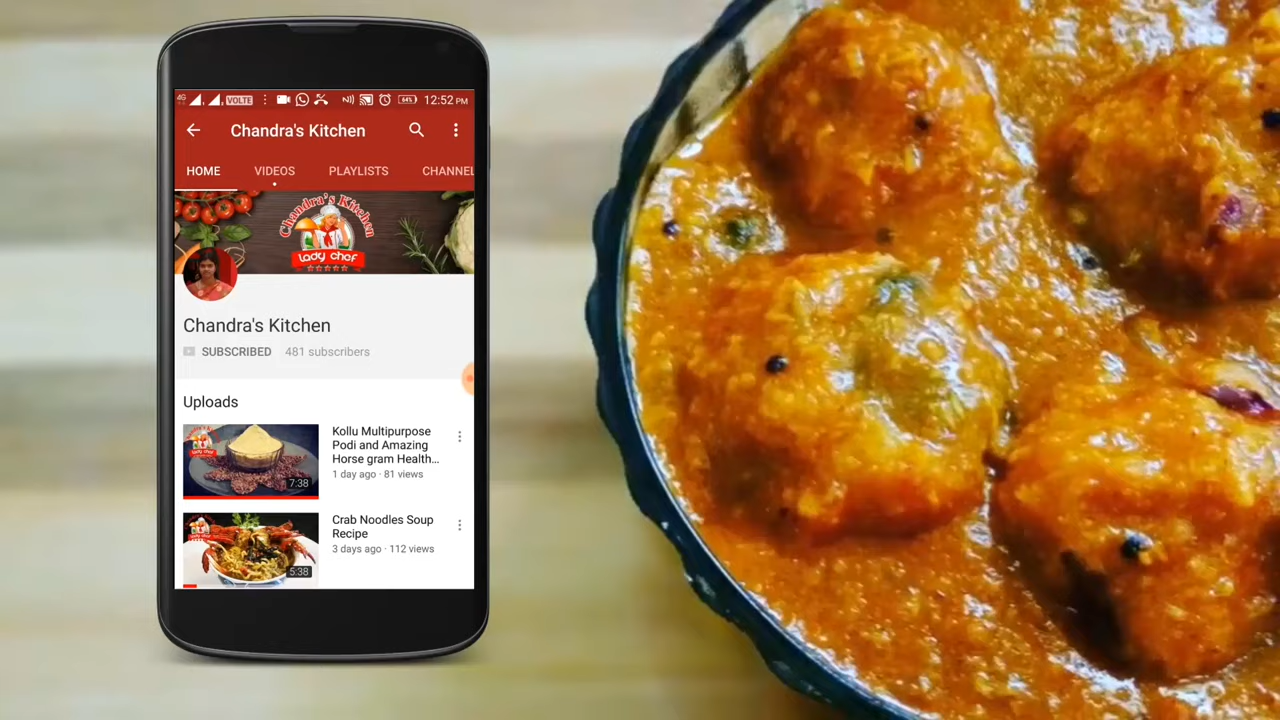 4G VOLTE 64% 12:52 PM
Chandra's Kitchen
HOME VIDEOS PLAYLISTS CHANNEL
Chandra's Kitchen
Lady chef
Chandra's Kitchen
SUBSCRIBED 481 subscribers
Uploads
Kollu Multipurpose
Podi and Amazing
Horse gram Health...
1 day ago · 81 views
7:38
Crab Noodles Soup
Recipe
3 days ago · 112 views
5:38